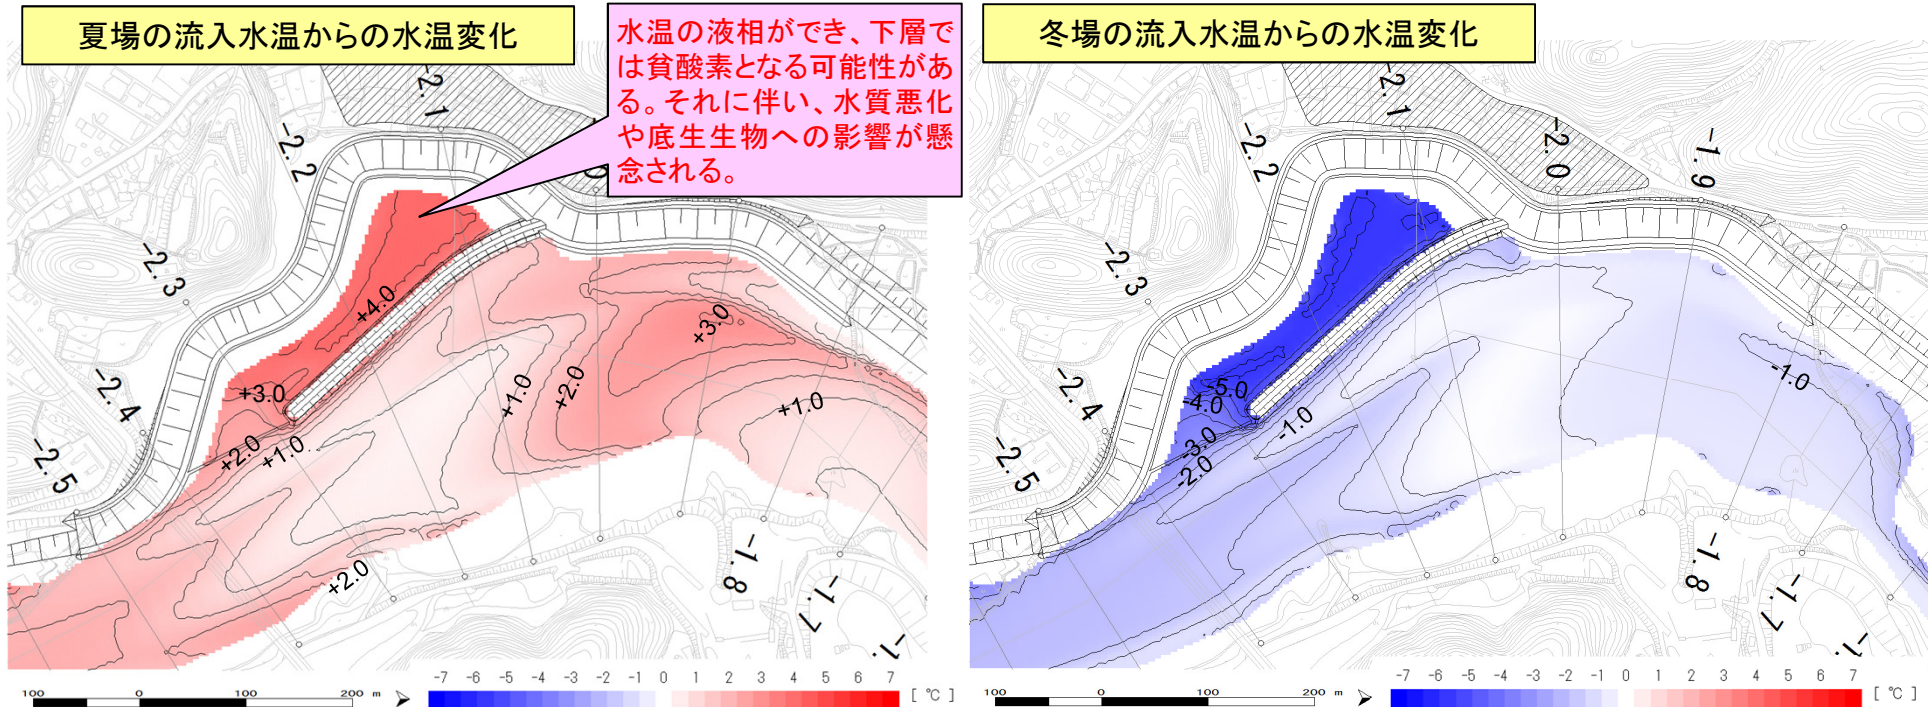 夏場の流入水温からの水温変化
水温の液相ができ、下層で
は貧酸素となる可能性があ
る。それに伴い、水質悪化
や底生生物への影響が懸
念される。
-2.1
-2.2
-2.3
-2.4
-2.5
+4.0
+3.0
+3.0
+2.0
+1.0
+1.0
+2.0
+1.0
+2.0
-1.8
-1.7
100 0 100 200 m
-7 -6 -5 -4 -3 -2 -1 0 1 2 3 4 5 6 7 [ ℃ ]
冬場の流入水温からの水温変化
-2.1
-2.0
-1.9
-2.2
-2.3
-2.4
-2.5
-5.0
-4.0
-3.0
-2.0
-1.0
-1.0
-1.8
-1.7
100 0 100 200 m
-7 -6 -5 -4 -3 -2 -1 0 1 2 3 4 5 6 7 [ ℃ ]